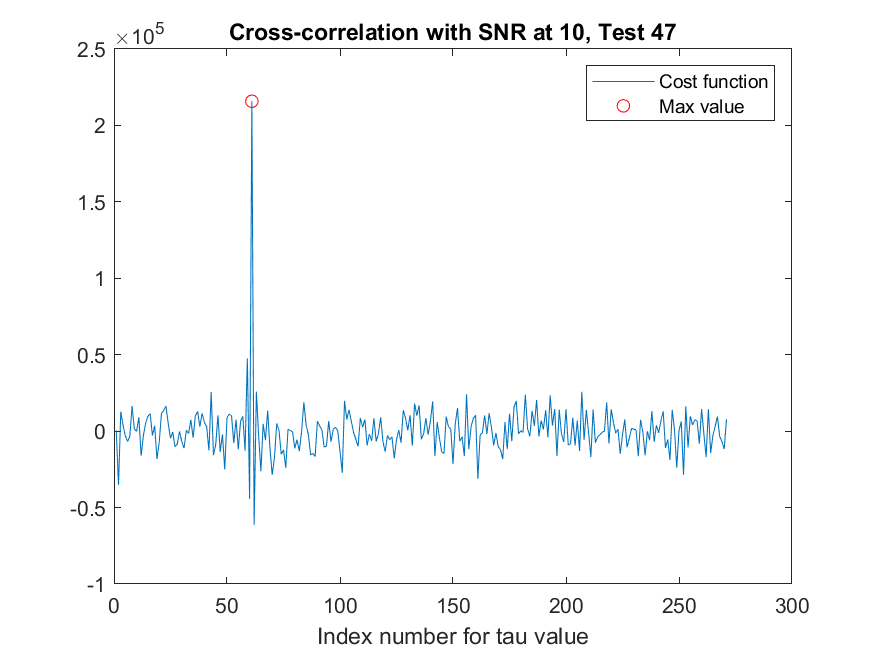 Cross-correlation with SNR at 10, Test 47
×10^5
2.5
2
1.5
1
0.5
0
-0.5
-1
Cost function
Max value
0 50 100 150 200 250 300
Index number for tau value